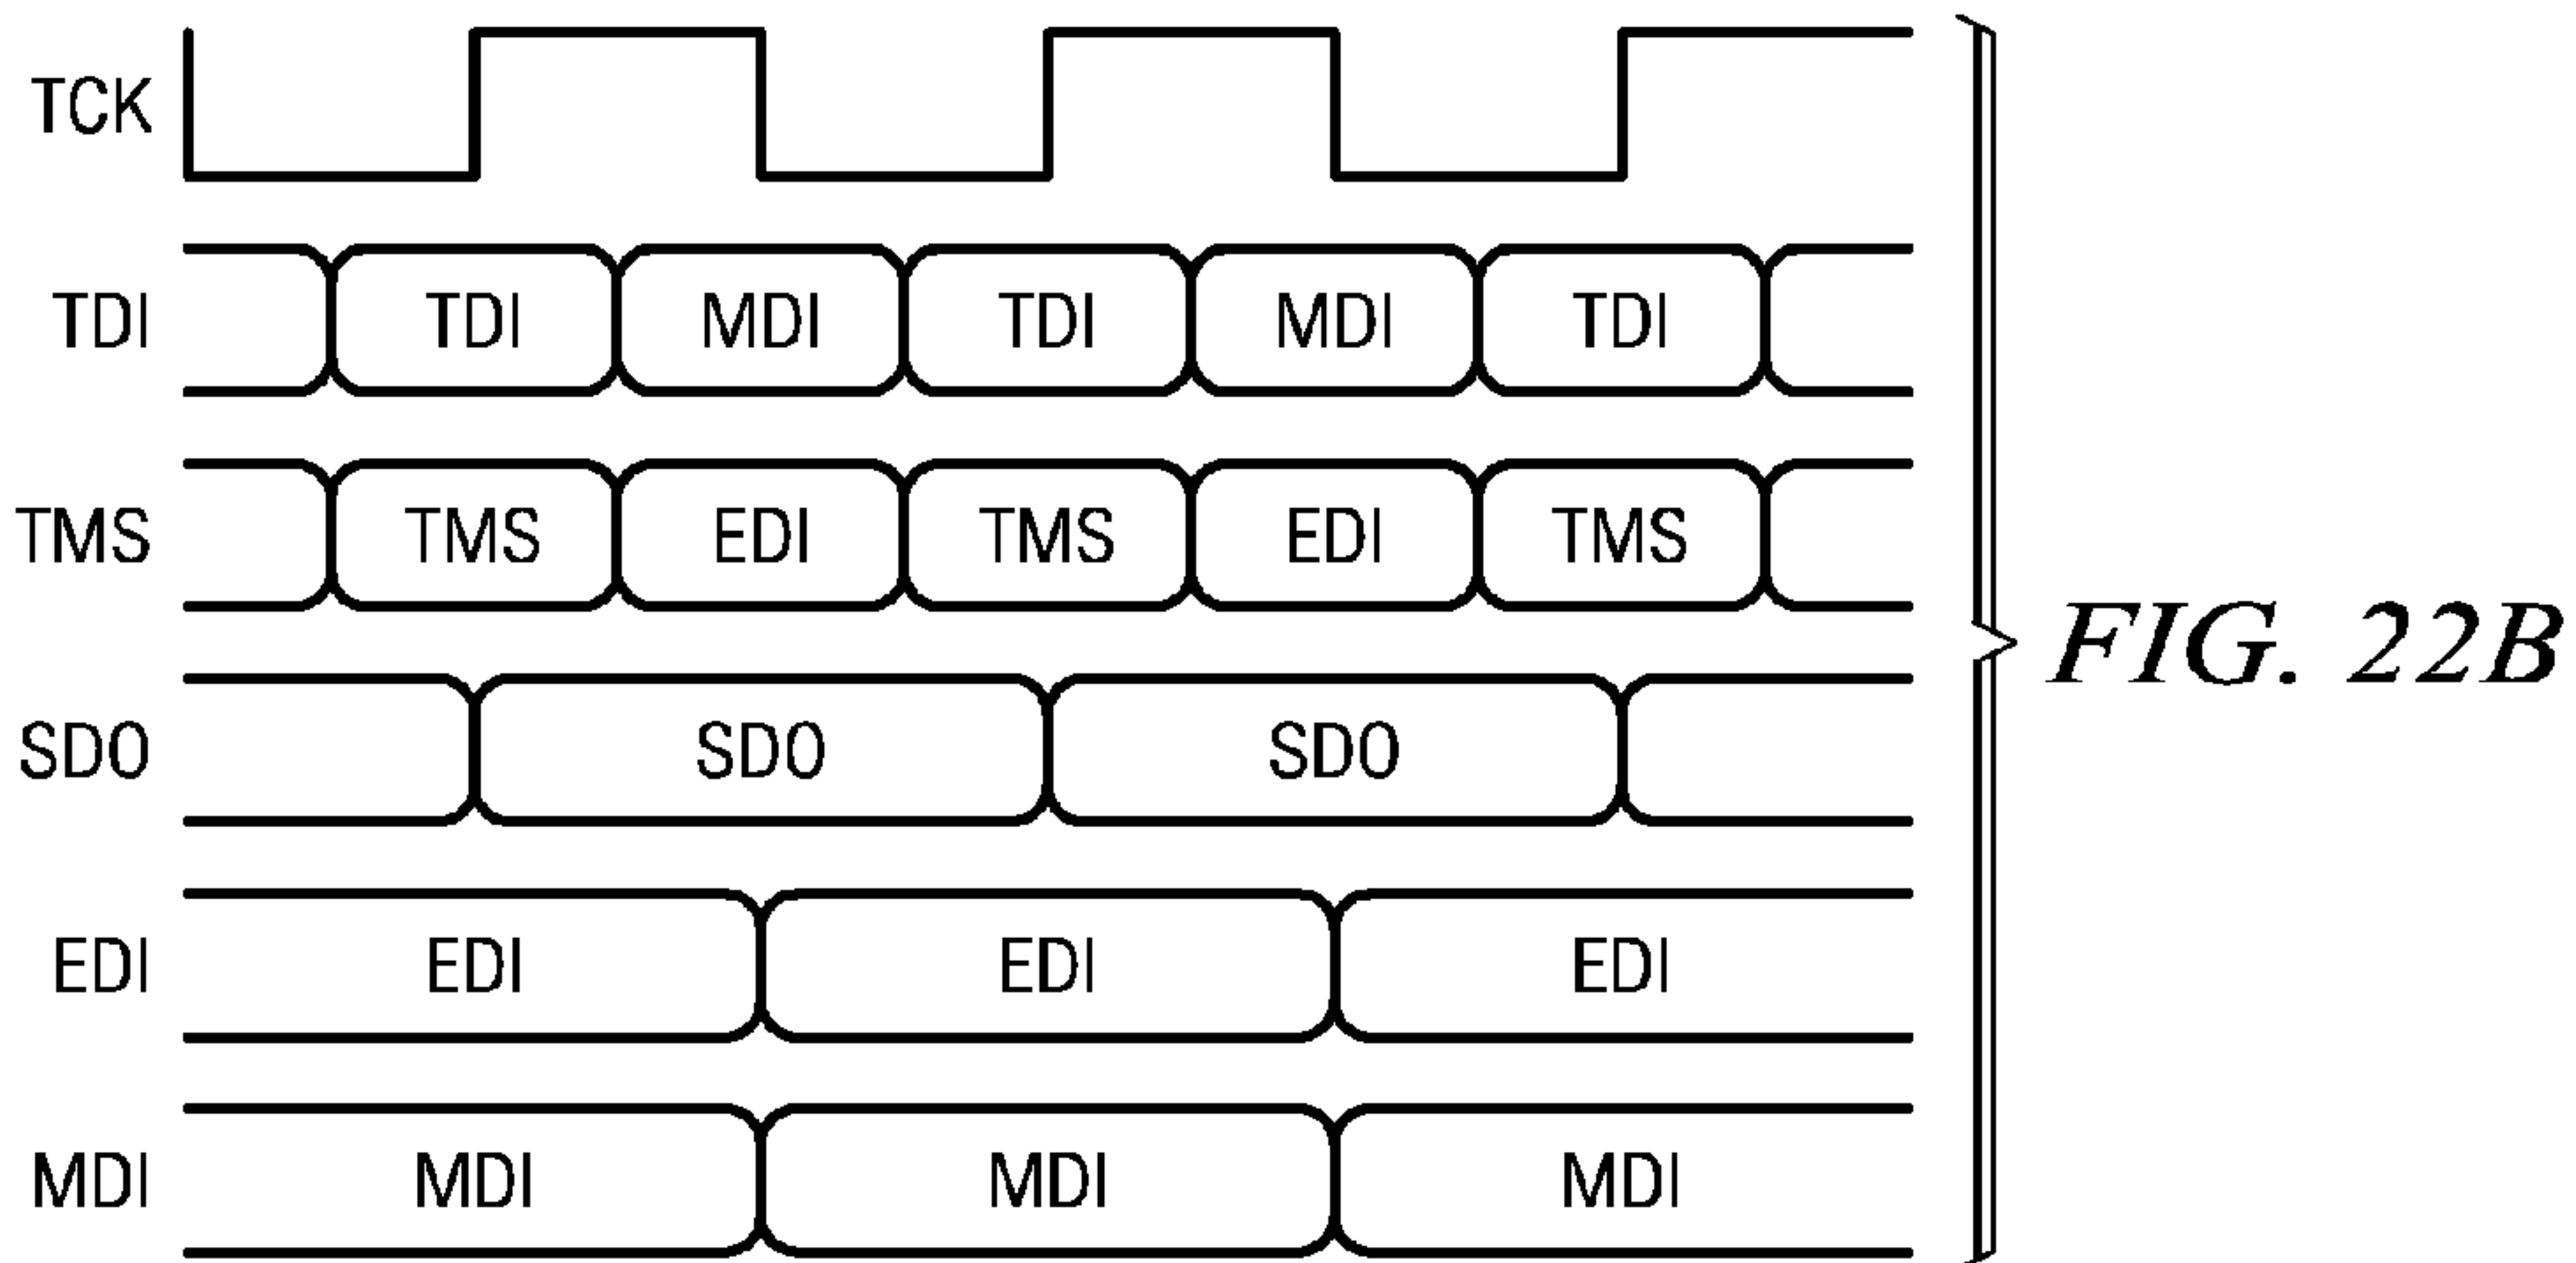 TCK
TDI TDI MDI TDI MDI TDI
TMS TMS EDI TMS EDI TMS
SDO SDO SDO
EDI EDI EDI EDI
MDI MDI MDI MDI
FIG. 22B